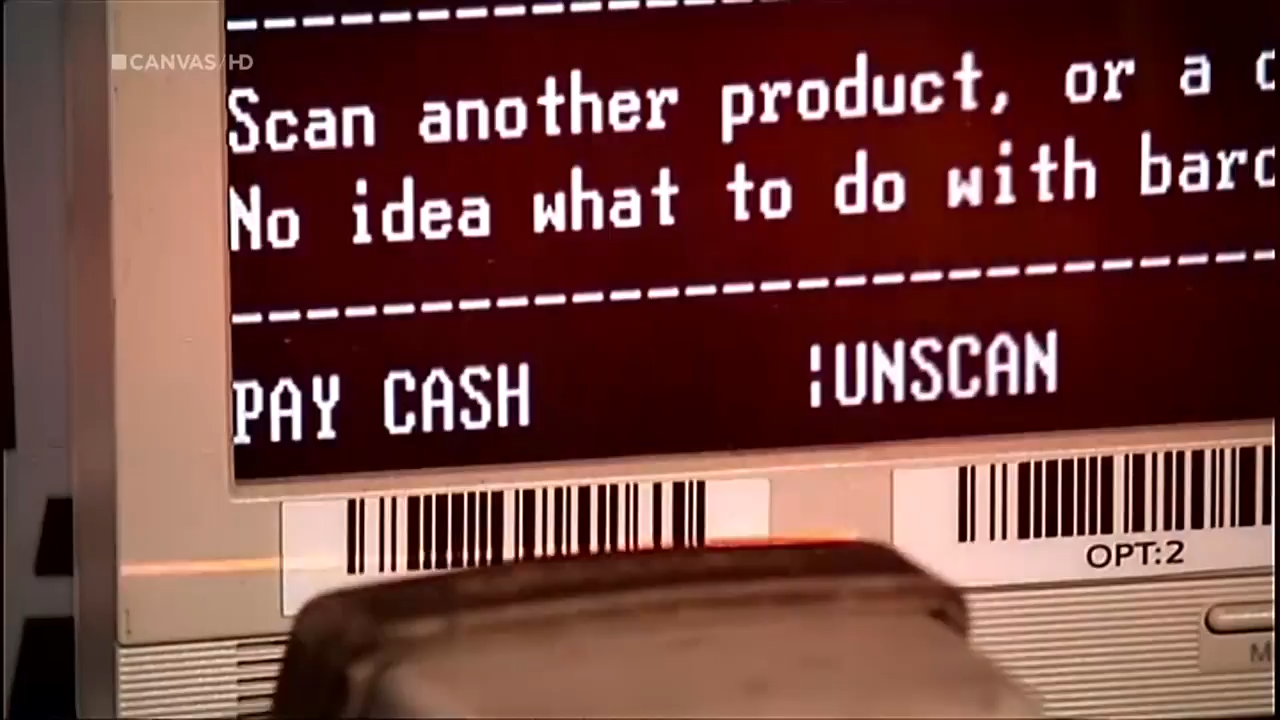 CANVAS/HD
Scan another product, or a
No idea what to do with
PAY CASH ¦UNSCAN
OPT:2